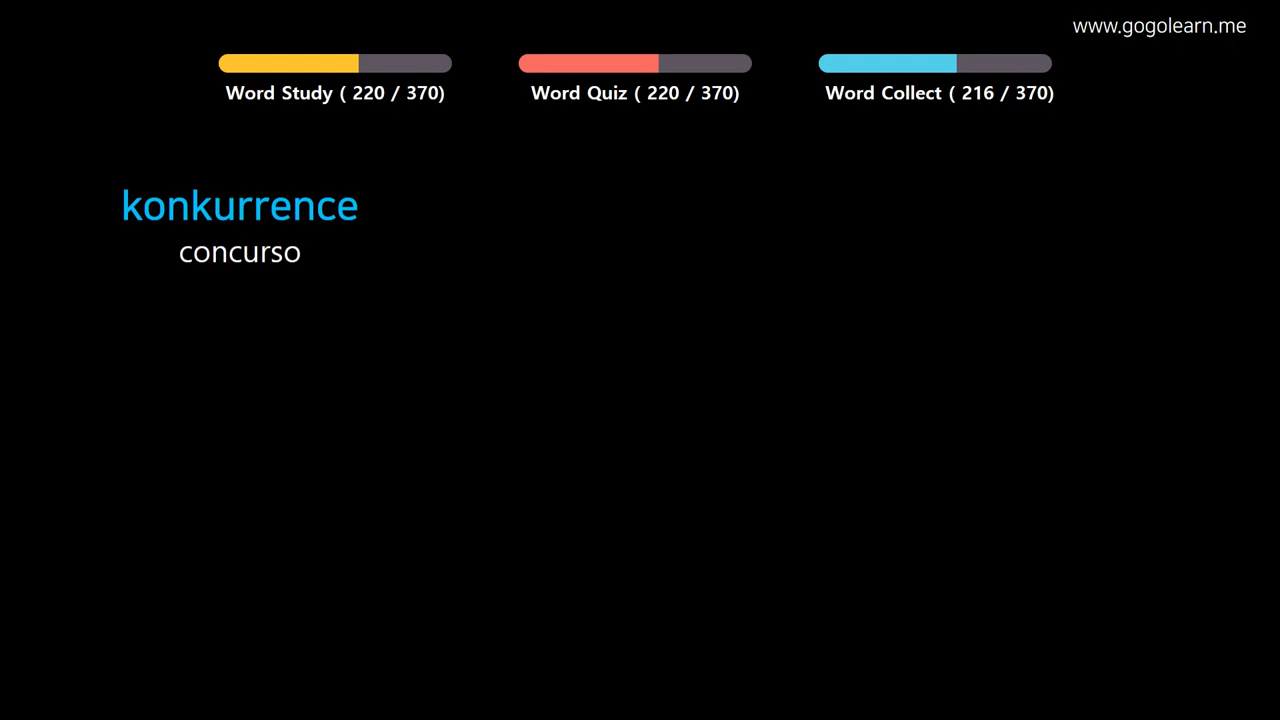 www.gogolearn.me
Word Study ( 220 / 370)
Word Quiz ( 220 / 370)
Word Collect ( 216 / 370)
konkurrence
concurso